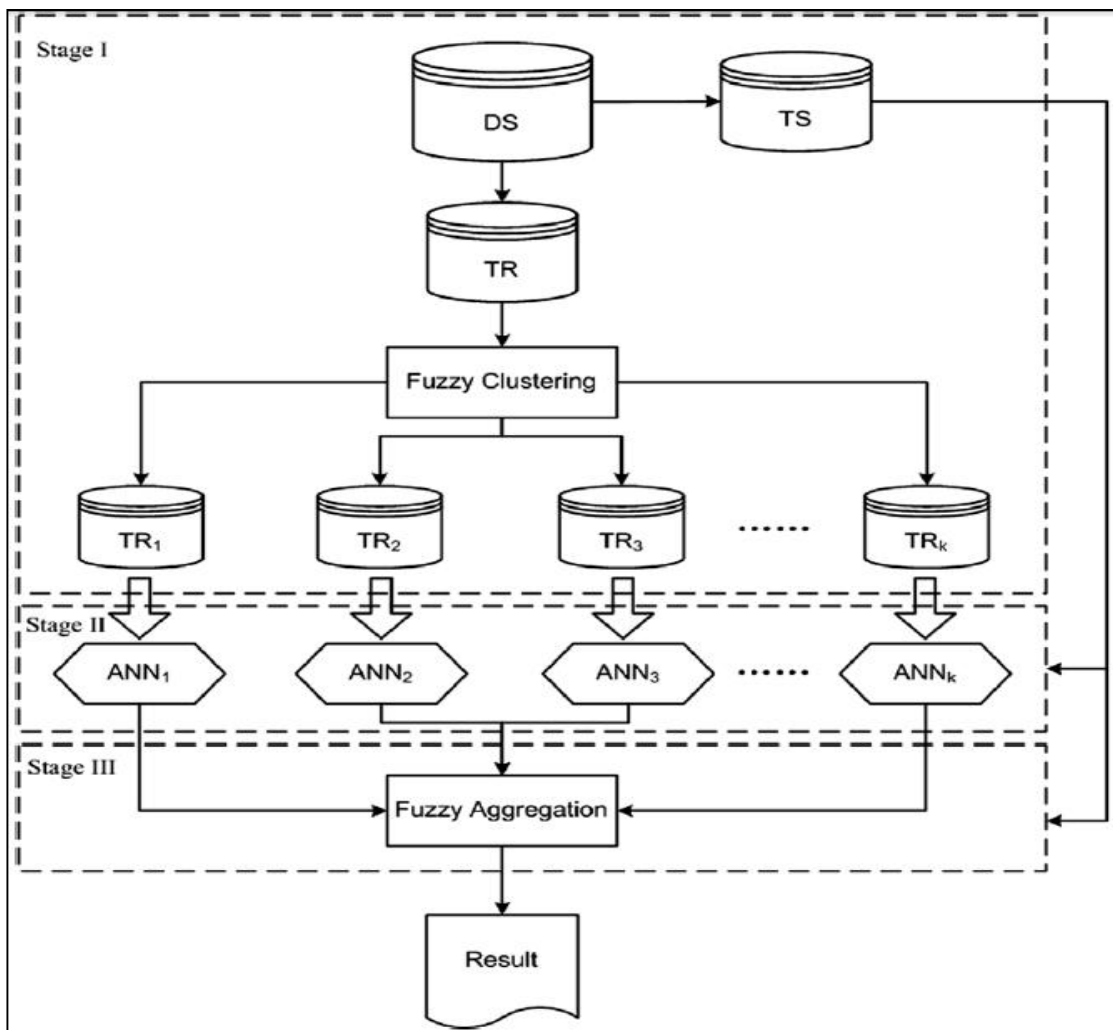 Stage I
DS
TS
TR
Fuzzy Clustering
TR₁
TR₂
TR₃
......
TRₖ
Stage II
ANN₁
ANN₂
ANN₃
......
ANNₖ
Stage III
Fuzzy Aggregation
Result